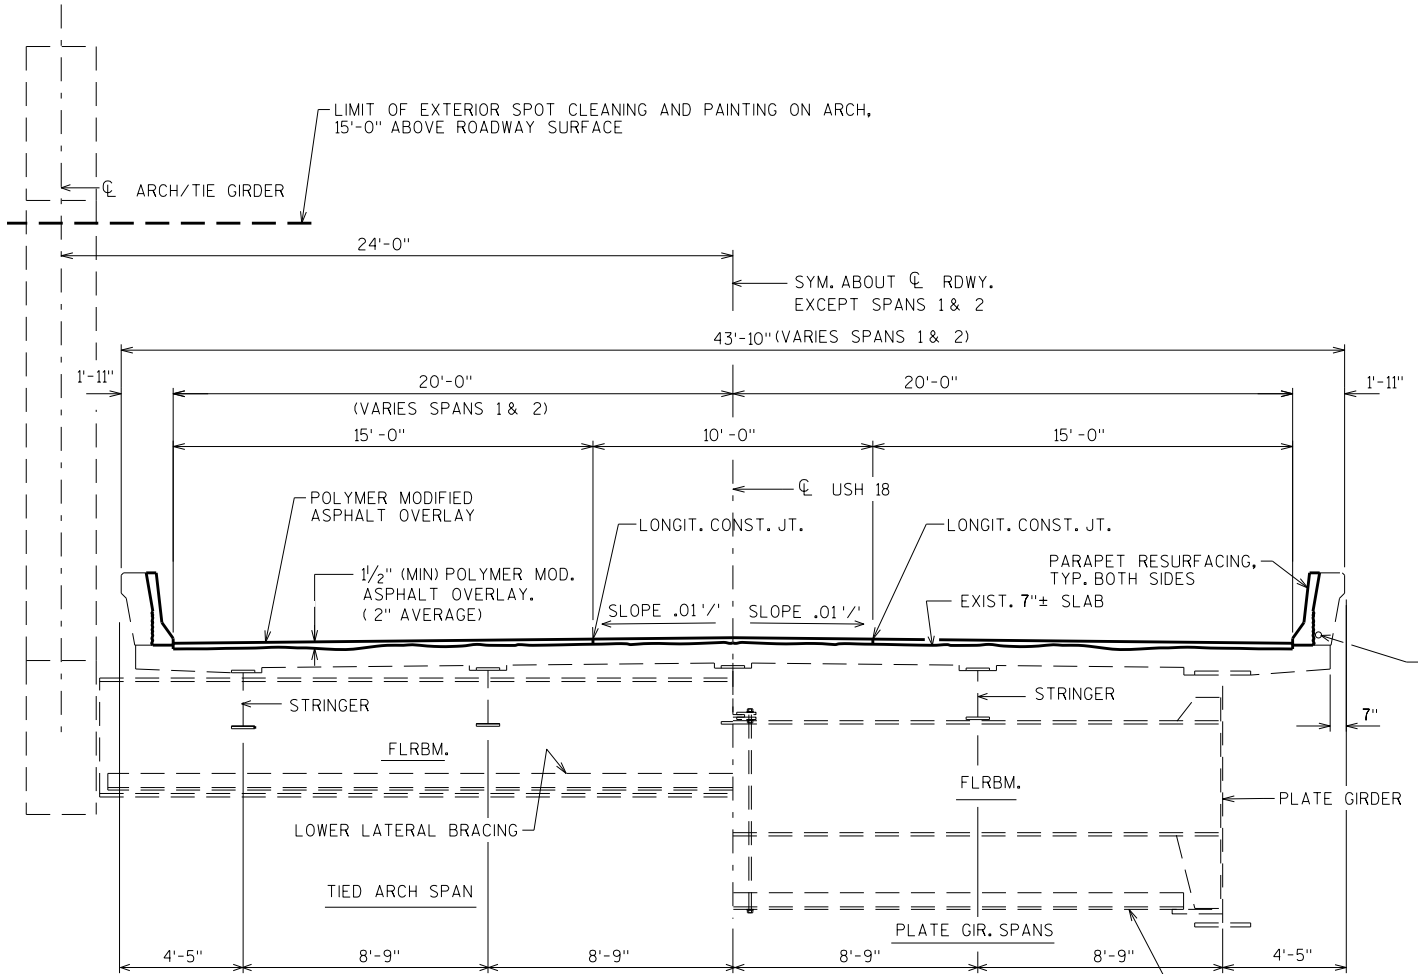 LIMIT OF EXTERIOR SPOT CLEANING AND PAINTING ON ARCH,
15'-0" ABOVE ROADWAY SURFACE
℄ ARCH/TIE GIRDER
24'-0"
SYM. ABOUT ℄ RDWY.
EXCEPT SPANS 1 & 2
43'-10" (VARIES SPANS 1 & 2)
1'-11"
20'-0"
20'-0"
1'-11"
(VARIES SPANS 1 & 2)
15'-0"
10'-0"
15'-0"
POLYMER MODIFIED
ASPHALT OVERLAY
℄ USH 18
LONGIT. CONST. JT.
LONGIT. CONST. JT.
PARAPET RESURFACING,
TYP. BOTH SIDES
1½" (MIN) POLYMER MOD.
ASPHALT OVERLAY.
(2" AVERAGE)
SLOPE .01'/'
SLOPE .01'/'
EXIST. 7"± SLAB
STRINGER
STRINGER
7"
FLRBM.
FLRBM.
PLATE GIRDER
LOWER LATERAL BRACING
TIED ARCH SPAN
PLATE GIR. SPANS
4'-5"
8'-9"
8'-9"
8'-9"
8'-9"
4'-5"